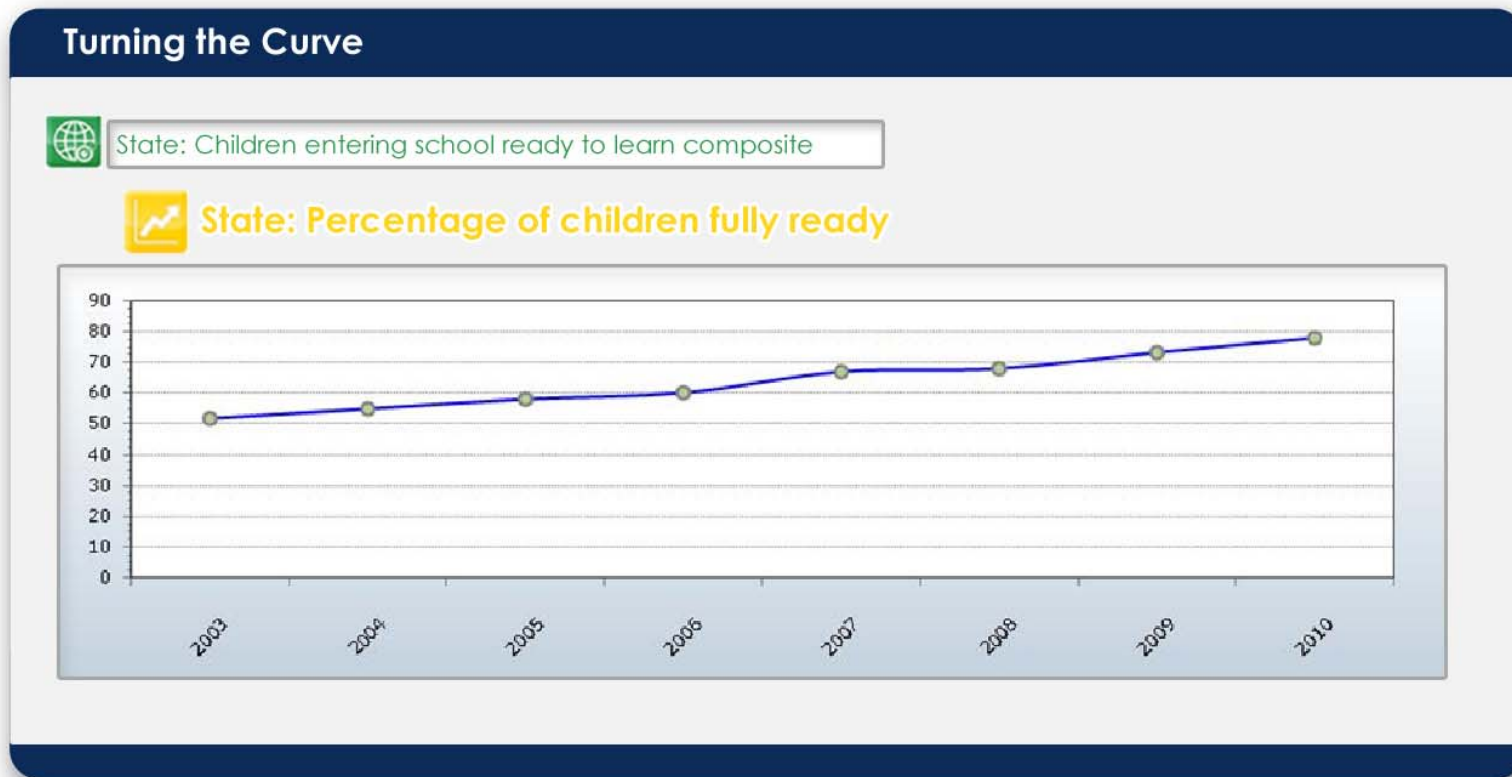 Turning the Curve
State: Children entering school ready to learn composite
State: Percentage of children fully ready
90
80
70
60
50
40
30
20
10
0
2003 2004 2005 2006 2007 2008 2009 2010